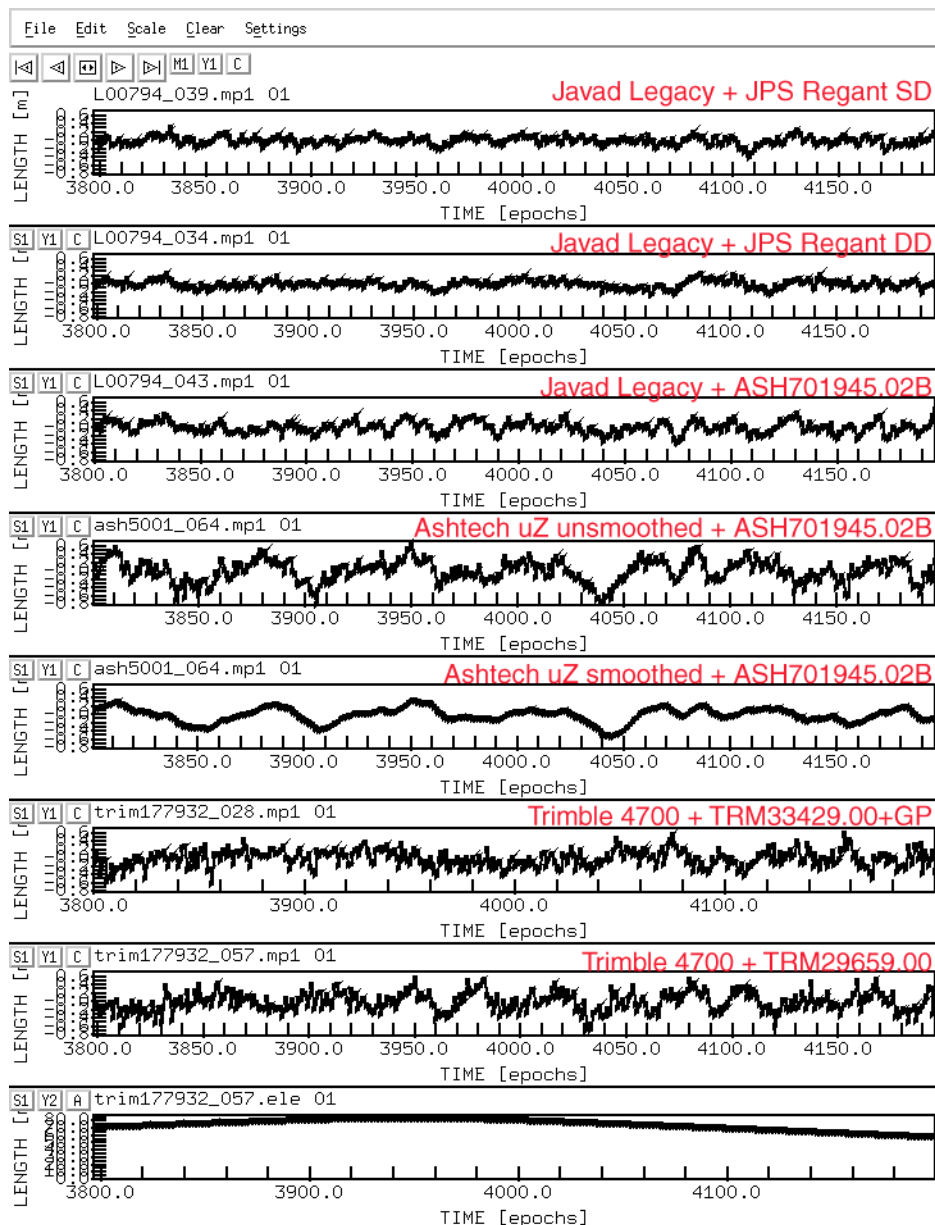 File Edit Scale Clear Settings
M1 Y1 C
L00794_039.mp1 01 Javad Legacy + JPS Regant SD
LENGTH [m]
3800.0 3850.0 3900.0 3950.0 4000.0 4050.0 4100.0 4150.0
TIME [epochs]
S1 Y1 C L00794_034.mp1 01 Javad Legacy + JPS Regant DD
LENGTH
3800.0 3850.0 3900.0 3950.0 4000.0 4050.0 4100.0 4150.0
TIME [epochs]
S1 Y1 C L00794_043.mp1 01 Javad Legacy + ASH701945.02B
LENGTH
3800.0 3850.0 3900.0 3950.0 4000.0 4050.0 4100.0 4150.0
TIME [epochs]
S1 Y1 C ash5001_064.mp1 01 Ashtech uZ unsmoothed + ASH701945.02B
LENGTH
3850.0 3900.0 3950.0 4000.0 4050.0 4100.0 4150.0
TIME [epochs]
S1 Y1 C ash5001_064.mp1 01 Ashtech uZ smoothed + ASH701945.02B
LENGTH
3850.0 3900.0 3950.0 4000.0 4050.0 4100.0 4150.0
TIME [epochs]
S1 Y1 C trim177932_028.mp1 01 Trimble 4700 + TRM33429.00+GP
LENGTH
3800.0 3900.0 4000.0 4100.0
TIME [epochs]
S1 Y1 C trim177932_057.mp1 01 Trimble 4700 + TRM29659.00
LENGTH
3800.0 3850.0 3900.0 3950.0 4000.0 4050.0 4100.0 4150.0
TIME [epochs]
S1 Y2 A trim177932_057.ele 01
LENGTH
3800.0 3900.0 4000.0 4100.0
TIME [epochs]